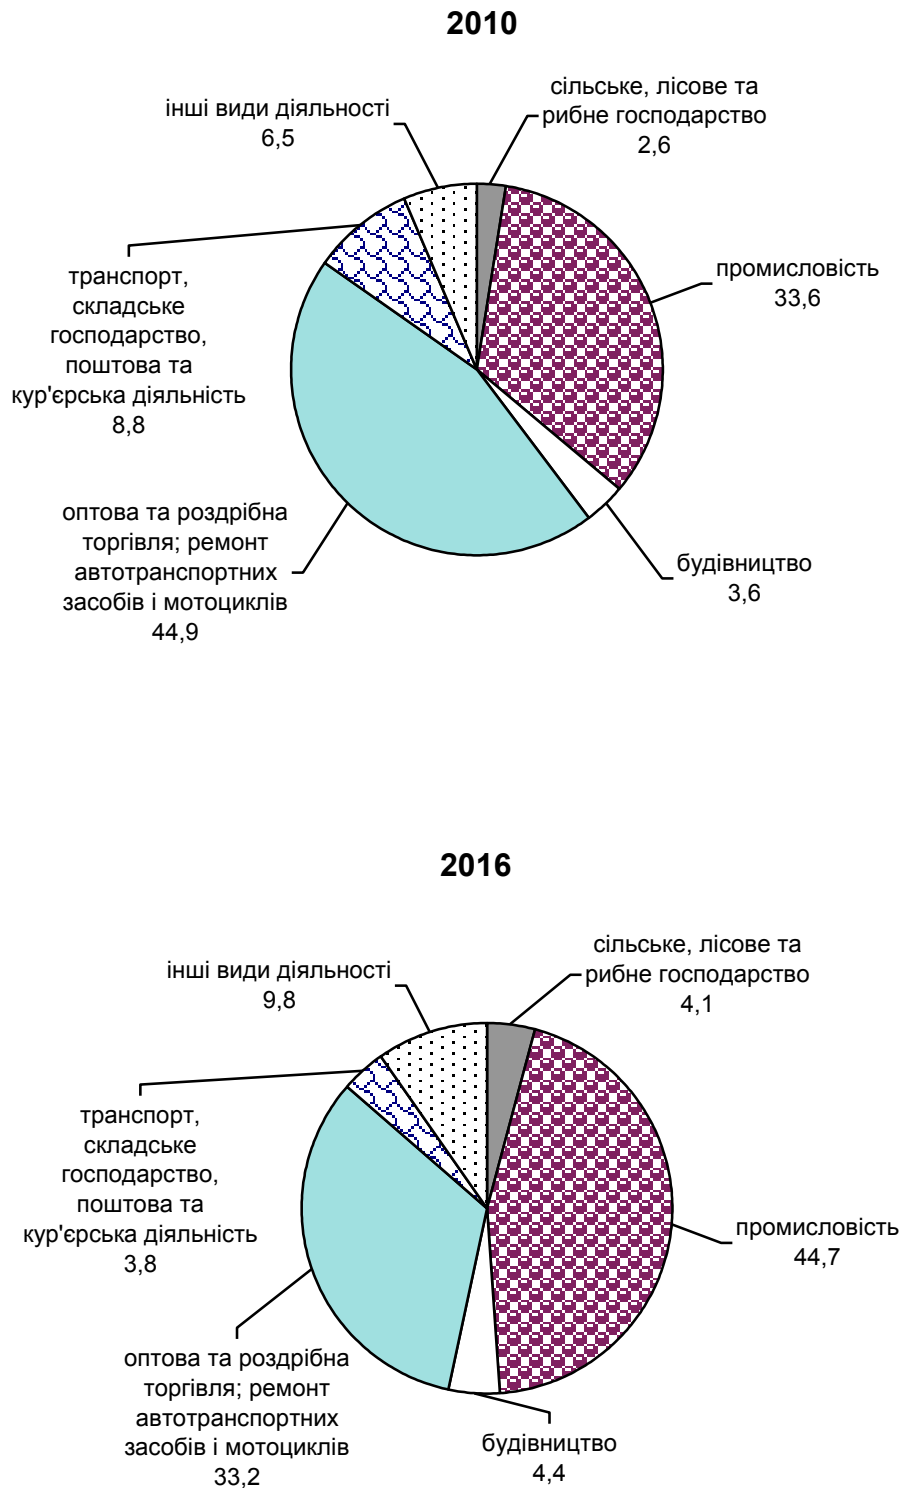 2010
сільське, лісове та
рибне господарство
2,6
інші види діяльності
6,5
промисловість
33,6
транспорт,
складське
господарство,
поштова та
кур'єрська діяльність
8,8
оптова та роздрібна
торгівля; ремонт
автотранспортних
засобів і мотоциклів
44,9
будівництво
3,6
2016
сільське, лісове та
рибне господарство
4,1
інші види діяльності
9,8
транспорт,
складське
господарство,
поштова та
кур'єрська діяльність
3,8
промисловість
44,7
оптова та роздрібна
торгівля; ремонт
автотранспортних
засобів і мотоциклів
33,2
будівництво
4,4